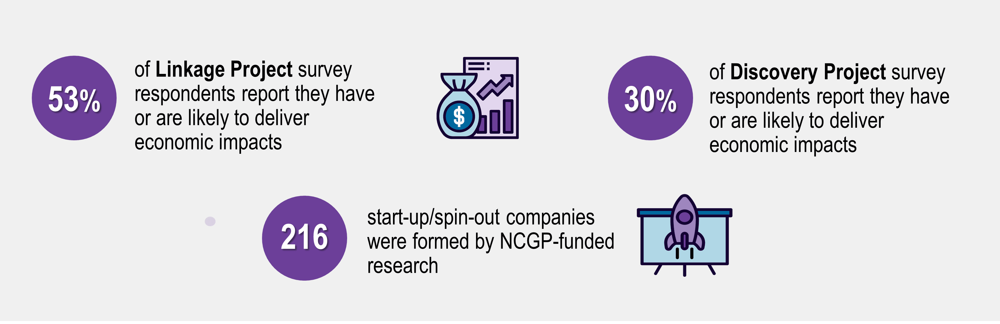 53%
of Linkage Project survey
respondents report they have
or are likely to deliver
economic impacts
$
30%
of Discovery Project survey
respondents report they have
or are likely to deliver
economic impacts
216
start-up/spin-out companies
were formed by NCGP-funded
research